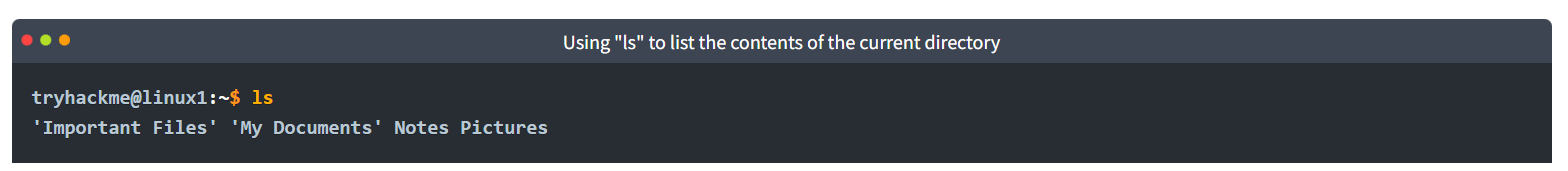 Using "ls" to list the contents of the current directory
tryhackme@linux1:~$ ls
'Important Files' 'My Documents' Notes Pictures